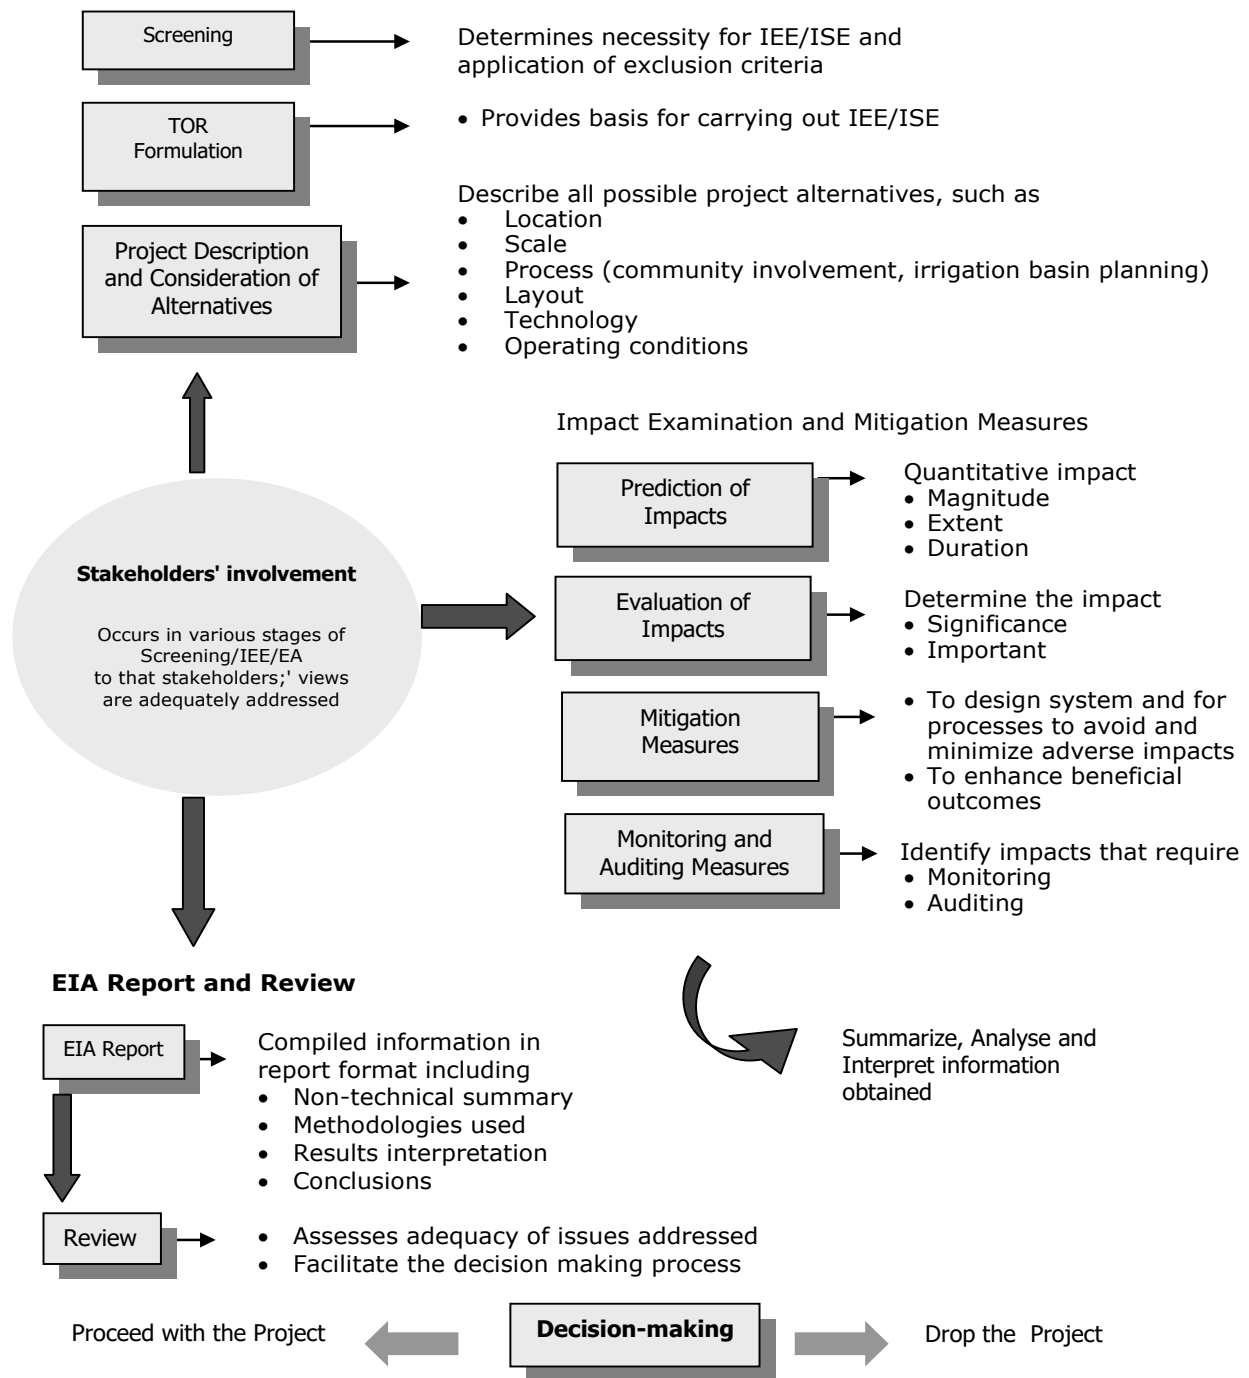 Screening
Determines necessity for IEE/ISE and
application of exclusion criteria
TOR
Formulation
• Provides basis for carrying out IEE/ISE
Project Description
and Consideration of
Alternatives
Describe all possible project alternatives, such as
• Location
• Scale
• Process (community involvement, irrigation basin planning)
• Layout
• Technology
• Operating conditions
Stakeholders' involvement
Occurs in various stages of
Screening/IEE/EA
to that stakeholders;' views
are adequately addressed
Impact Examination and Mitigation Measures
Prediction of
Impacts
Quantitative impact
• Magnitude
• Extent
• Duration
Evaluation of
Impacts
Determine the impact
• Significance
• Important
Mitigation
Measures
• To design system and for
processes to avoid and
minimize adverse impacts
• To enhance beneficial
outcomes
Monitoring and
Auditing Measures
Identify impacts that require
• Monitoring
• Auditing
Summarize, Analyse and
Interpret information
obtained
EIA Report and Review
EIA Report
Compiled information in
report format including
• Non-technical summary
• Methodologies used
• Results interpretation
• Conclusions
Review
• Assesses adequacy of issues addressed
• Facilitate the decision making process
Proceed with the Project
Decision-making
Drop the Project